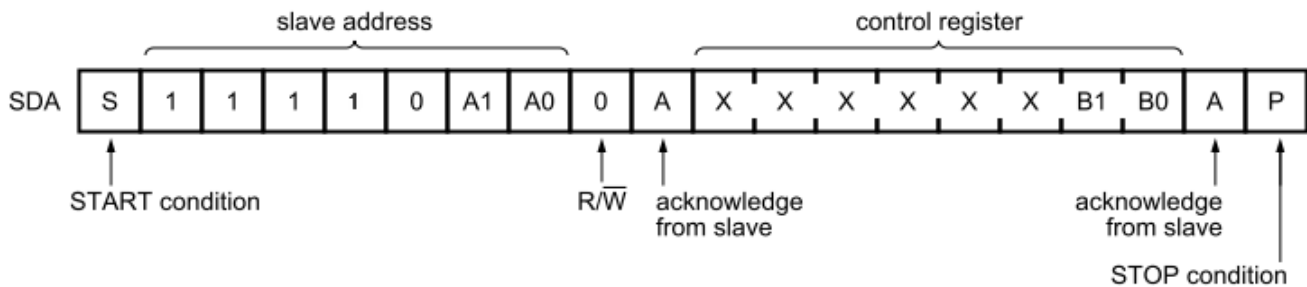 slave address control register
SDA S 1 1 1 1 0 A1 A0 0 A X X X X X X B1 B0 A P
START condition R/W̅ acknowledge from slave acknowledge from slave
STOP condition